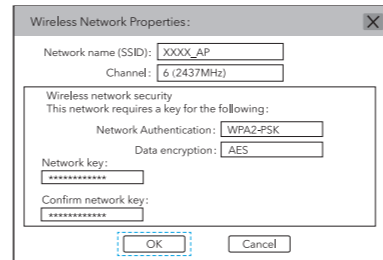 Wireless Network Properties:
Network name (SSID): XXXX_AP
Channel: 6 (2437MHz)
Wireless network security
This network requires a key for the following:
Network Authentication: WPA2-PSK
Data encryption: AES
Network key:
************
Confirm network key:
************
OK Cancel